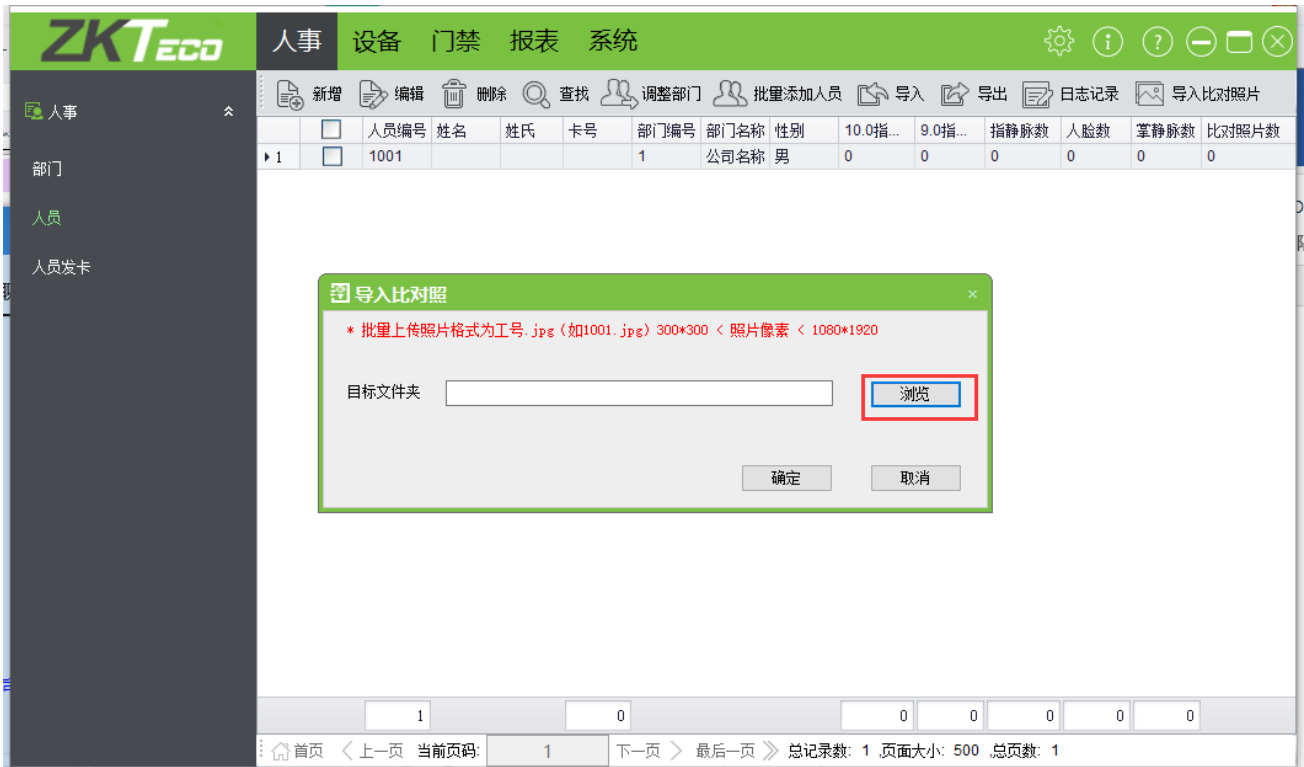 ZKTeco
人事 设备 门禁 报表 系统
新增 编辑 删除 查找 调整部门 批量添加人员 导入 导出 日志记录 导入比对照片
人事
部门
人员
人员发卡
人员编号 姓名 姓氏 卡号 部门编号 部门名称 性别 10.0指... 9.0指... 指静脉数 人脸数 掌静脉数 比对照片数
1 1001 1 公司名称 男 0 0 0 0 0 0
导入比对照
* 批量上传照片格式为工号.jpg(如1001.jpg) 300*300 < 照片像素 < 1080*1920
目标文件夹 浏览
确定 取消
1 0 0 0 0 0 0
首页 上一页 当前页码: 1 下一页 最后一页 总记录数: 1 ,页面大小: 500 ,总页数: 1